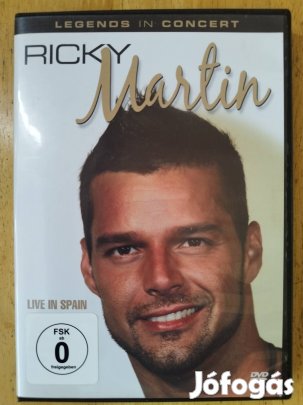 LEGENDS IN CONCERT
RICKY
Martin
LIVE IN SPAIN
FSK
ab
0
freigegeben
DVD
Jófogás